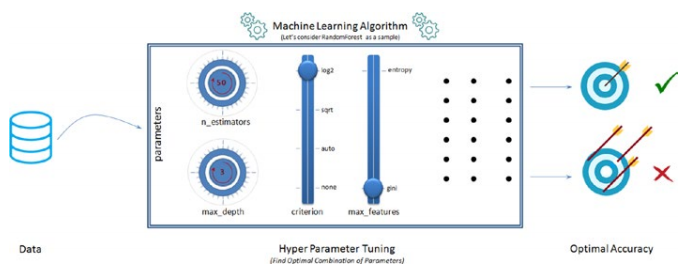 Machine Learning Algorithm
(Let's consider RandomForest as a sample)
parameters
50
n_estimators
3
max_depth
log2
sqrt
auto
none
criterion
entropy
gini
max_features
Data
Hyper Parameter Tuning
(Find Optimal Combination of Parameters)
Optimal Accuracy